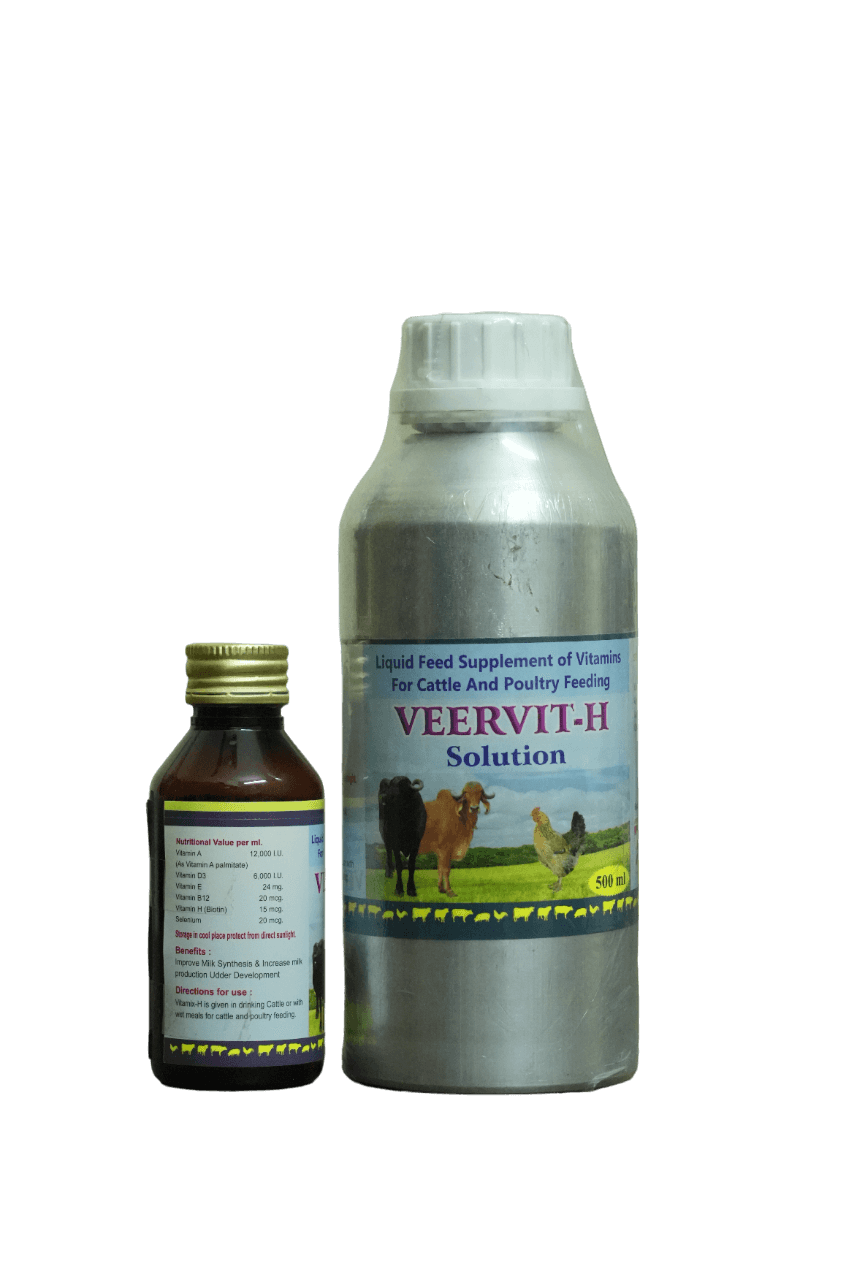 Nutritional Value per ml.
Vitamin A 12,000 I.U.
(As Vitamin A palmitate)
Vitamin D3 6,000 I.U.
Vitamin E 24 mg.
Vitamin B12 20 mcg.
Vitamin H (Biotin) 15 mcg.
Selenium 20 mcg.
Storage in cool place protect from direct sunlight.
Benefits :
Improve Milk Synthesis & Increase milk
production Udder Development
Directions for use :
Vitamix-H is given in drinking Cattle or with
wet meals for cattle and poultry feeding.
Liquid Feed Supplement of Vitamins
For Cattle And Poultry Feeding
VEERVIT-H
Solution
500 ml